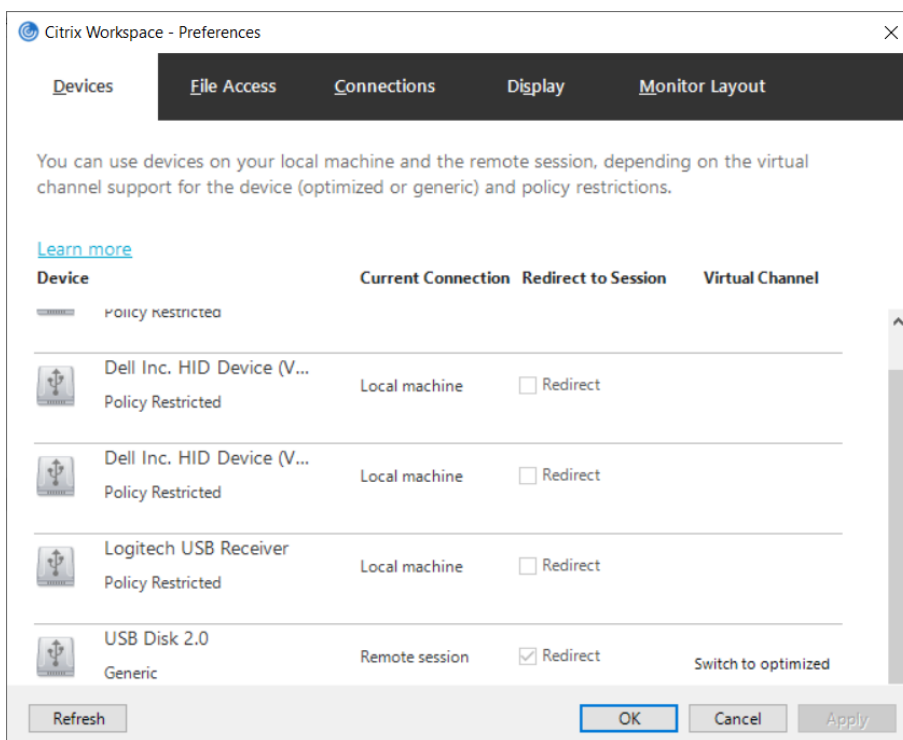 Citrix Workspace - Preferences
Devices File Access Connections Display Monitor Layout
You can use devices on your local machine and the remote session, depending on the virtual
channel support for the device (optimized or generic) and policy restrictions.
Learn more
Device Current Connection Redirect to Session Virtual Channel
Policy Restricted
Dell Inc. HID Device (V...
Local machine Redirect
Policy Restricted
Dell Inc. HID Device (V...
Local machine Redirect
Policy Restricted
Logitech USB Receiver
Local machine Redirect
Policy Restricted
USB Disk 2.0
Remote session Redirect Switch to optimized
Generic
Refresh OK Cancel Apply